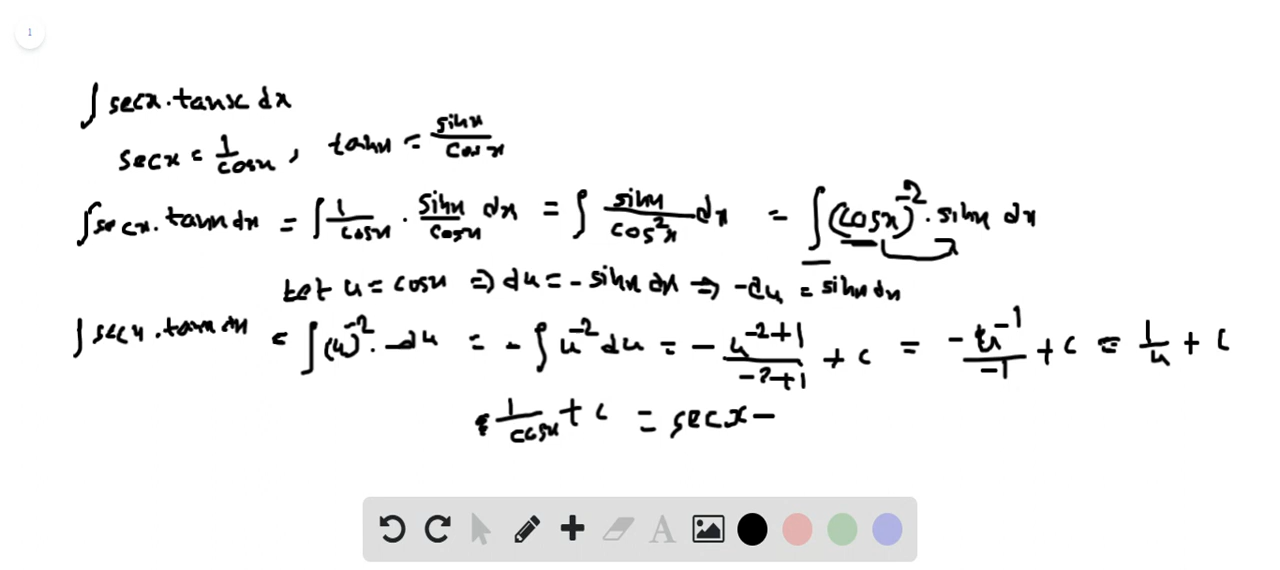 1
∫ secx·tanx dx
secx = 1/cosx, tanx = sinx/cosx
∫ secx·tanx dx = ∫ 1/cosx · sinx/cosx dx = ∫ sinx/cos²x dx = ∫ (cosx)⁻²·sinx dx
Let u = cosx ⇒ du = -sinx dx ⇒ -du = sinx dx
∫ secx·tanx dx = ∫ (u)⁻²·-du = -∫ u⁻² du = - u⁻²⁺¹/-2+1 + c = -u⁻¹/-1 + c = 1/u + c
= 1/cosx + c = secx -
A